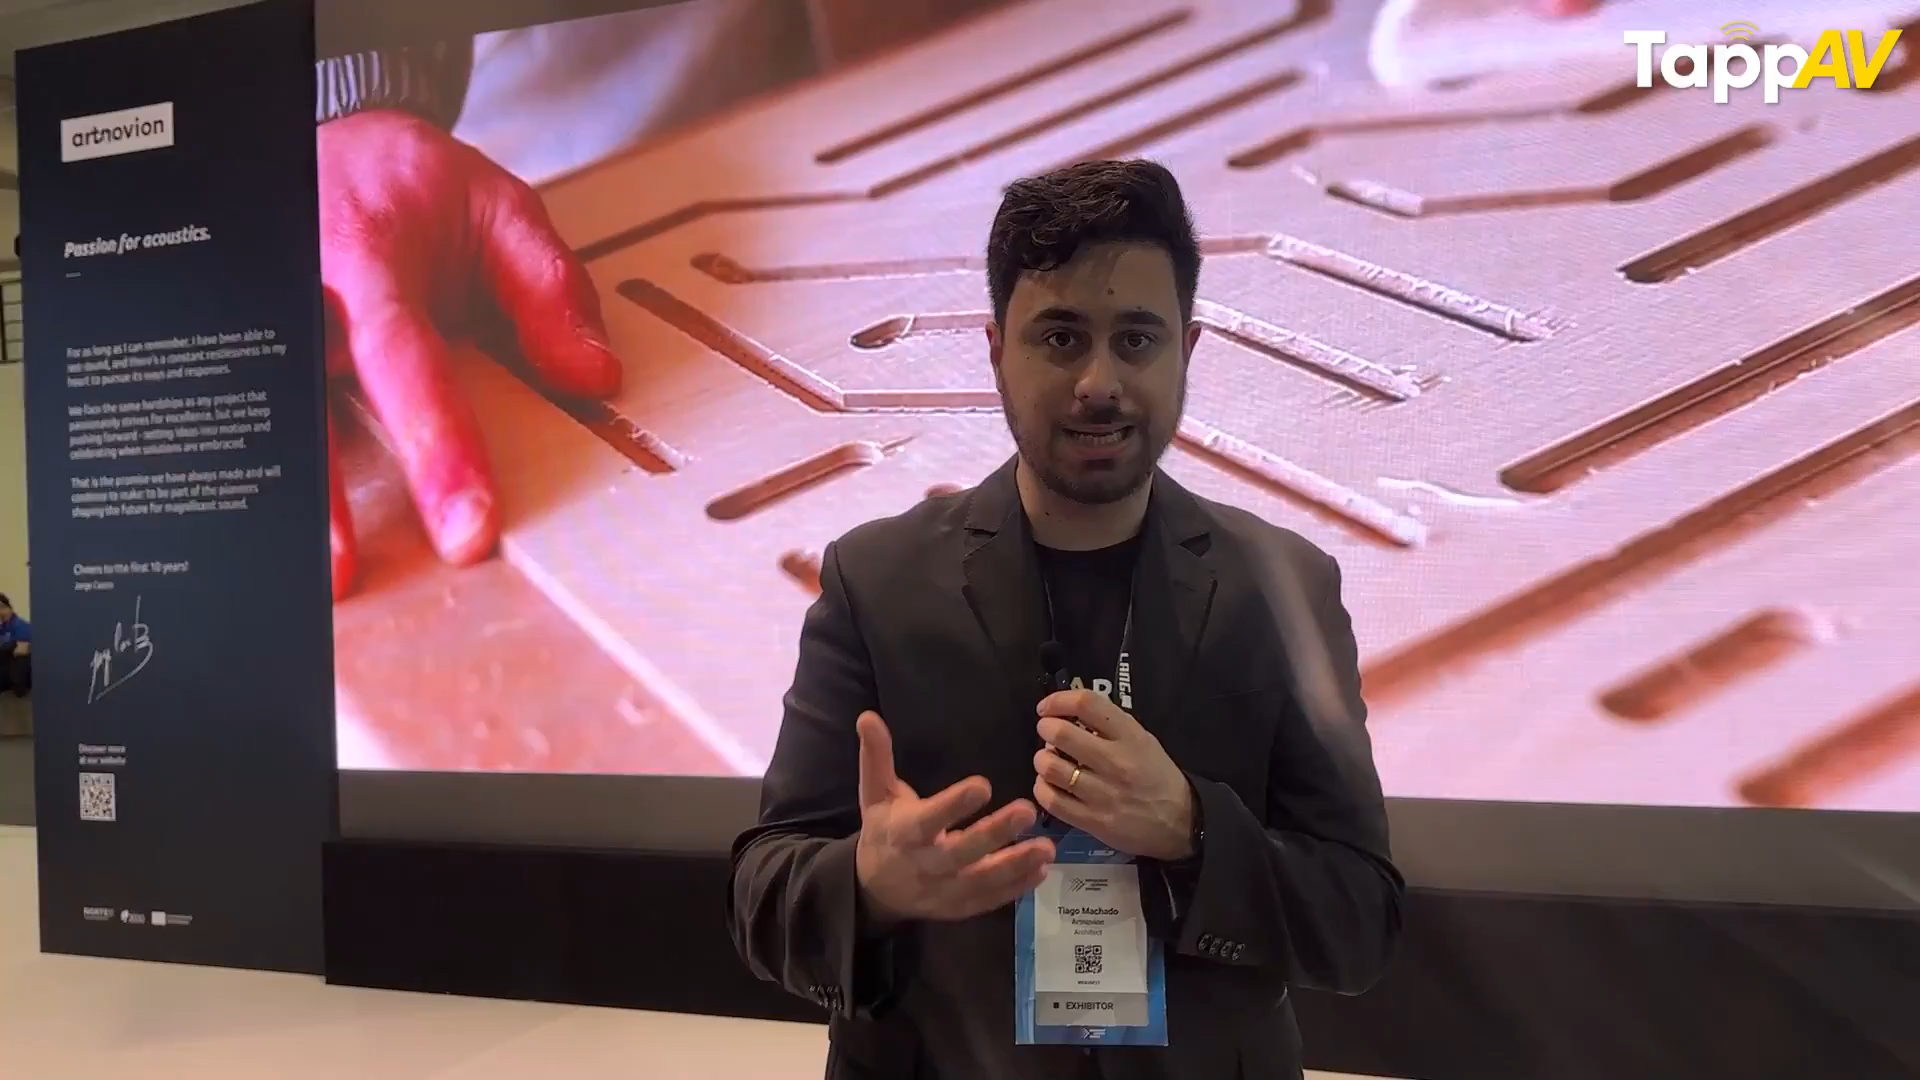 TappAV
artnovion
Passion for acoustics.
For as long as I can remember, I have been able to
and there's a constant restlessness in my
heart to pursue its ways and responses.
We face the same hardships as any project that
passionately strives for excellence, but we keep
pushing forward - setting ideas into motion and
celebrating when solutions are embraced.
That is the promise we have always made and will
continue to make: to be part of the pioneers
shaping the future for magnificent sound.
Cheers to the first 10 years!
Discover more
at our website
LANG
AR
Tiago Machado
Artnovion
Architect
EXHIBITOR